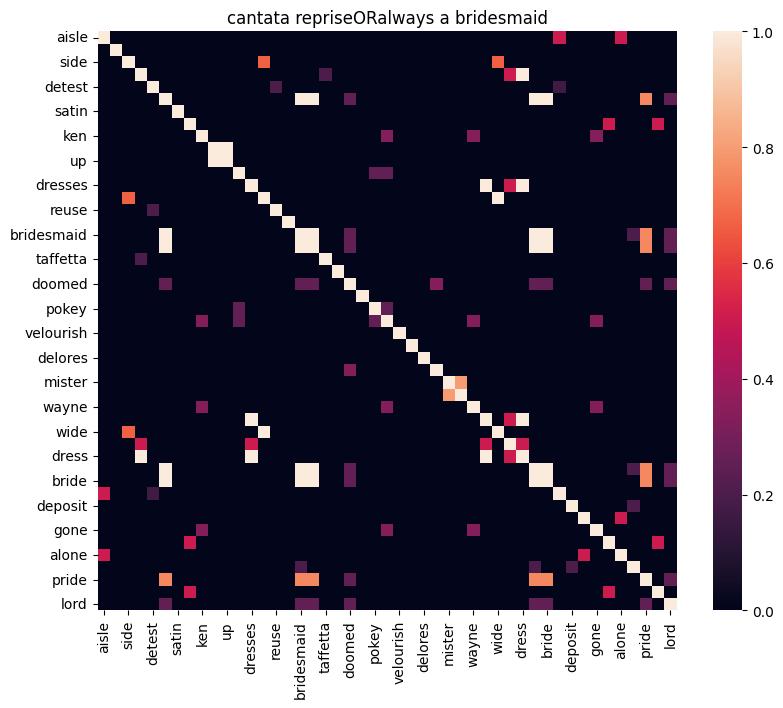 cantata repriseORalways a bridesmaid
aisle
side
detest
satin
ken
up
dresses
reuse
bridesmaid
taffetta
doomed
pokey
velourish
delores
mister
wayne
wide
dress
bride
deposit
gone
alone
pride
lord
1.0
0.8
0.6
0.4
0.2
0.0
aisle
side
detest
satin
ken
up
dresses
reuse
bridesmaid
taffetta
doomed
pokey
velourish
delores
mister
wayne
wide
dress
bride
deposit
gone
alone
pride
lord